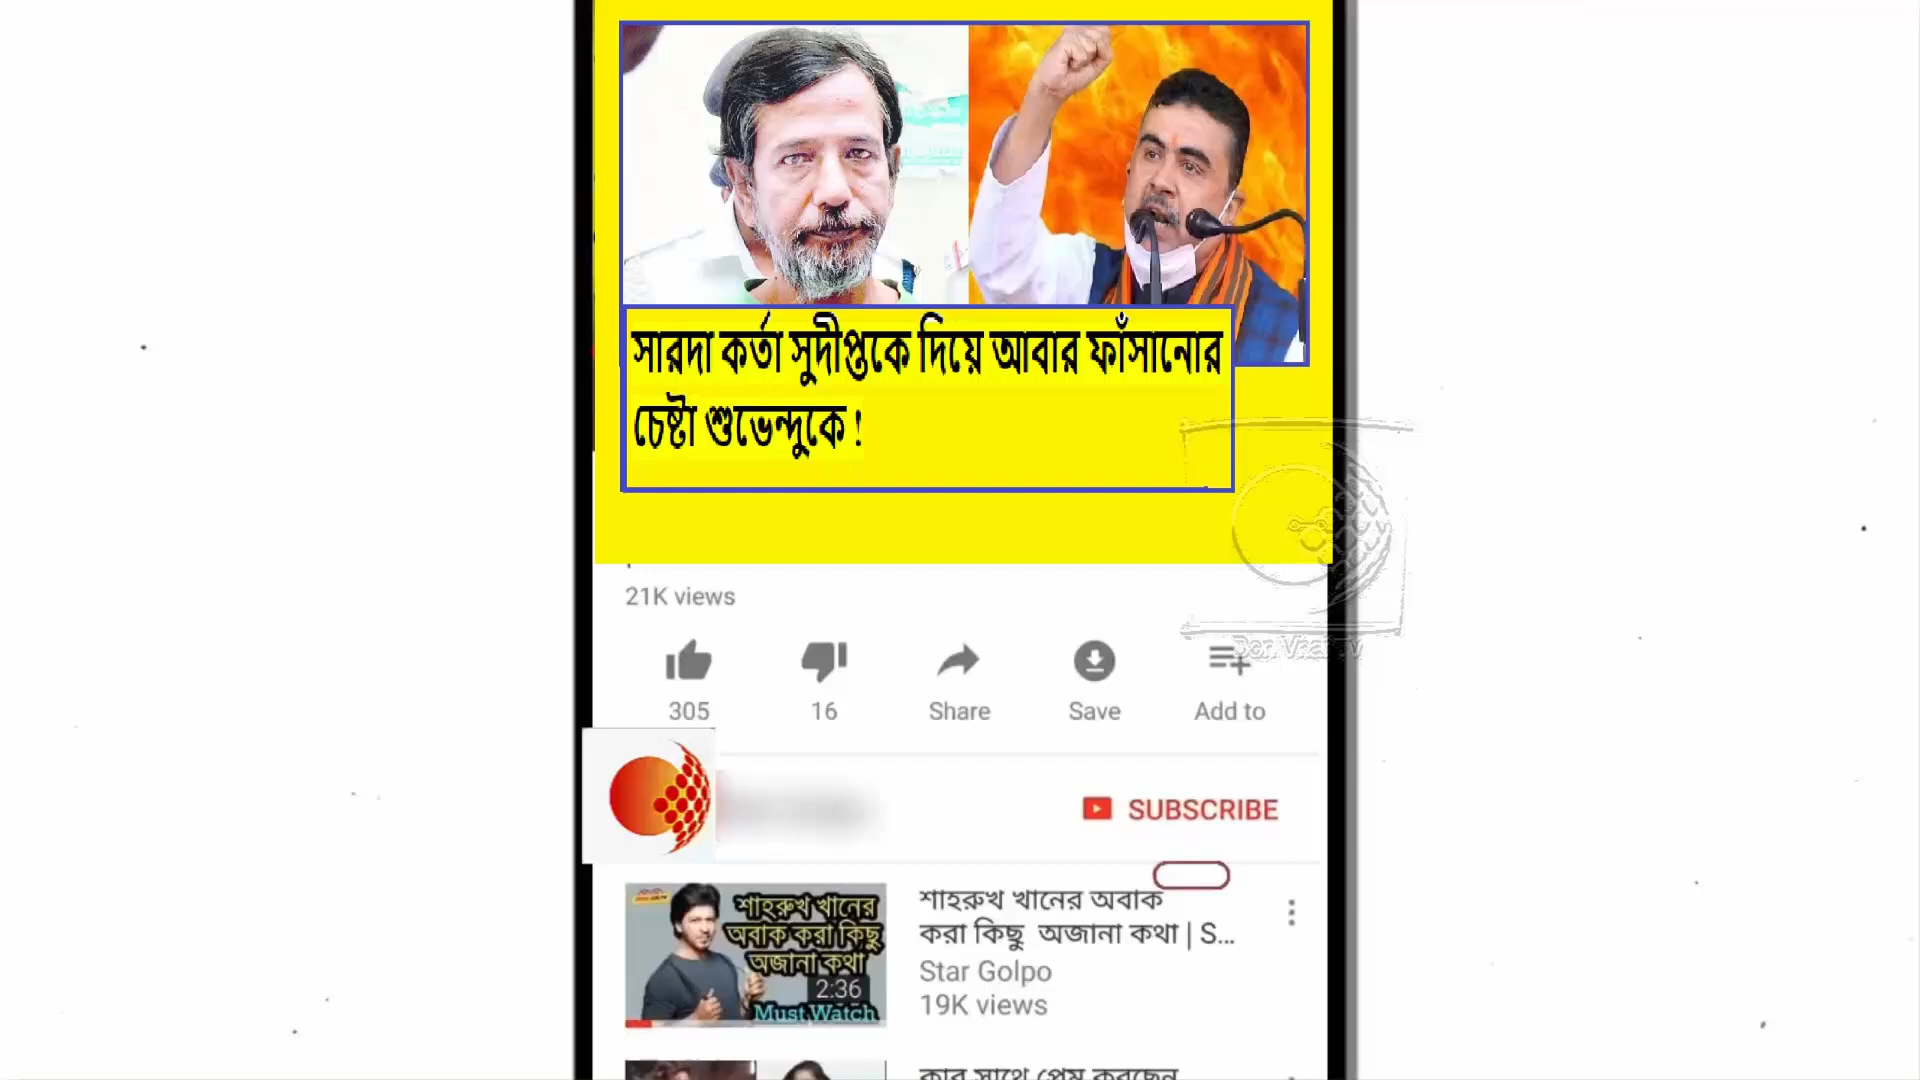 সারদা কর্তা সুদীপ্তকে দিয়ে আবার ফাঁসানোর
চেষ্টা শুভেন্দুকে!
21K views
305
16
Share
Save
Add to
SUBSCRIBE
শাহরুখ খানের
অবাক করা কিছু
অজানা কথা
2:36
Must Watch
শাহরুখ খানের অবাক
করা কিছু অজানা কথা | S...
Star Golpo
19K views
কার সাথে প্রেম করছেন